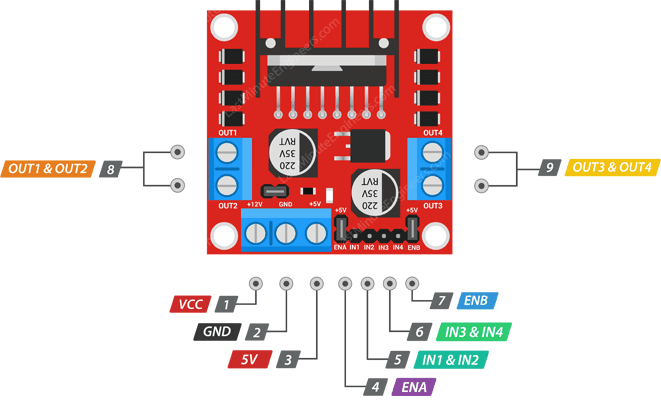 LastMinuteEngineers.com
OUT1
OUT4
220
35V
RVT
OUT1 & OUT2
8
9
OUT3 & OUT4
220
35V
RVT
OUT2
OUT3
+12V
GND
+5V
+5V
+5V
ENA
IN1
IN2
IN3
IN4
ENB
VCC
1
7
ENB
GND
2
6
IN3 & IN4
5V
3
5
IN1 & IN2
4
ENA